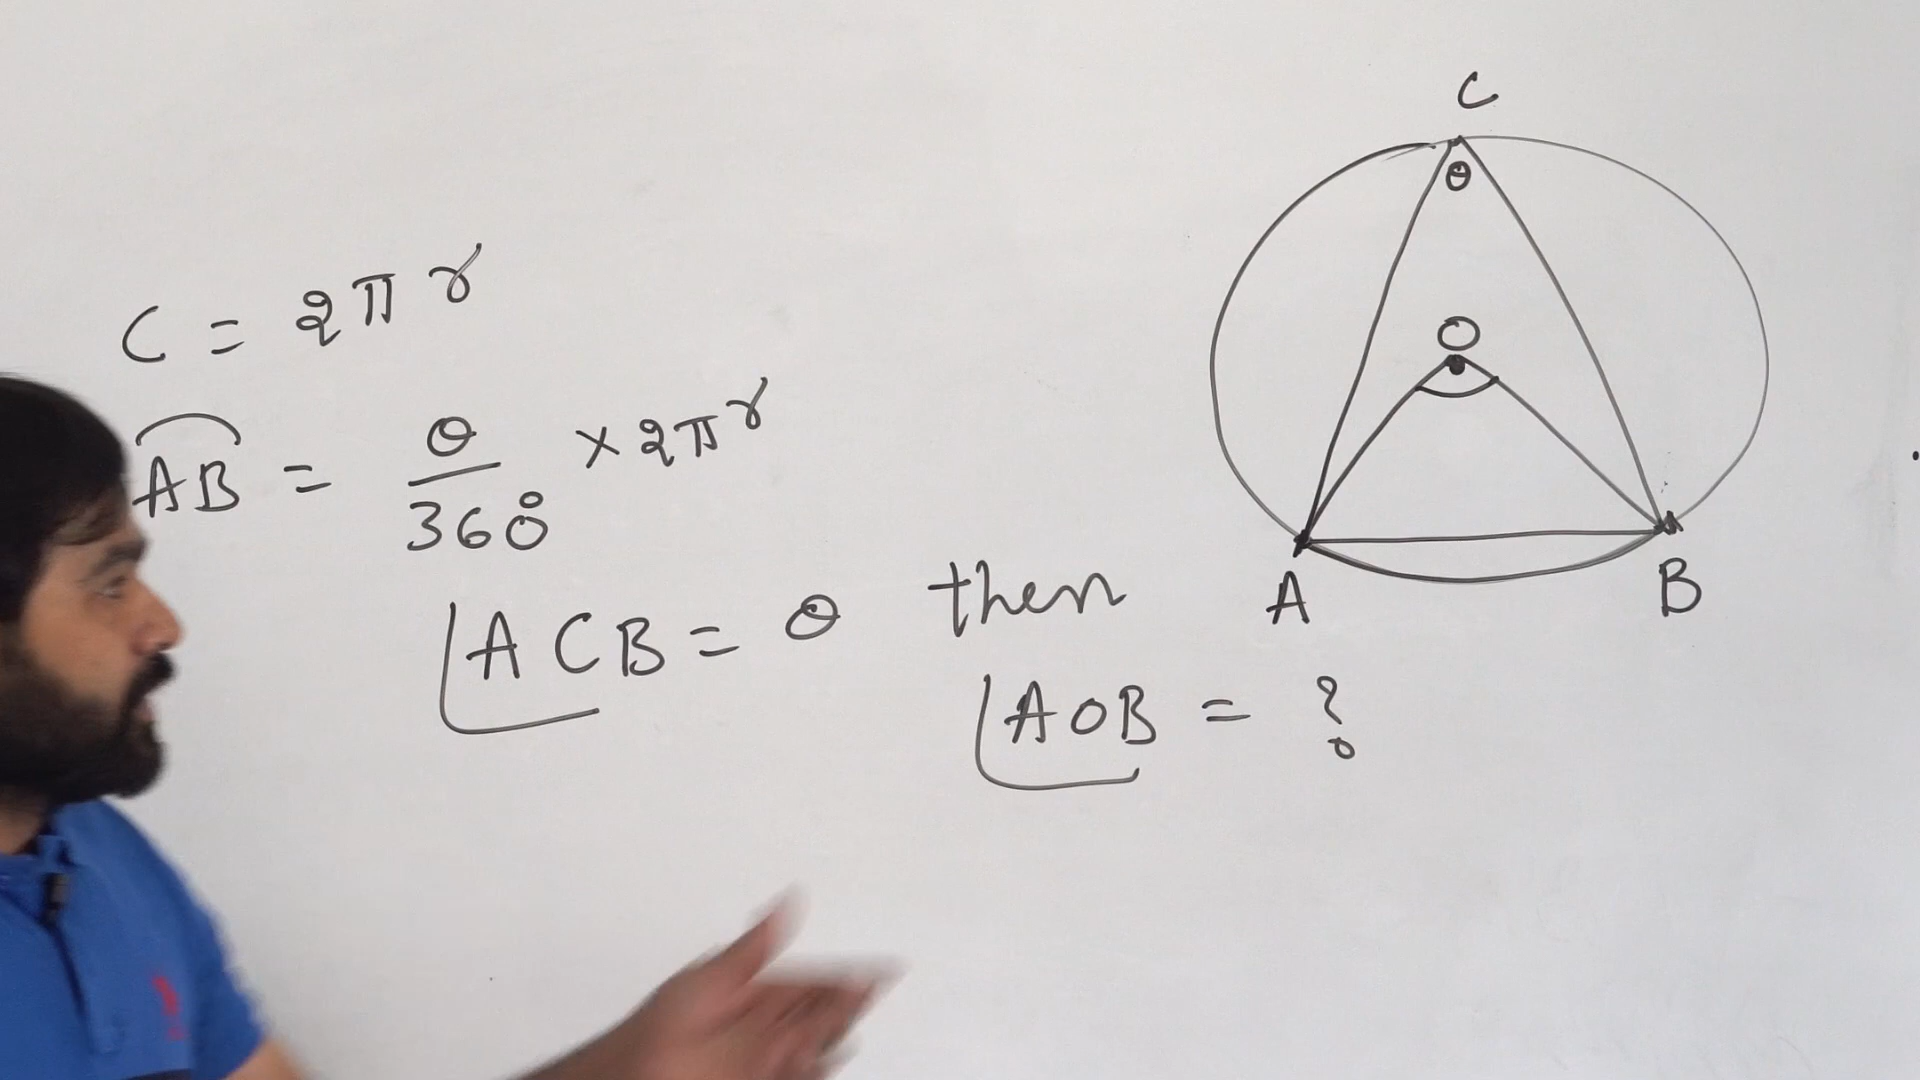 C = 2πr
AB = θ/360° × 2πr
∠ACB = θ then
∠AOB = ?
C
θ
O
A
B